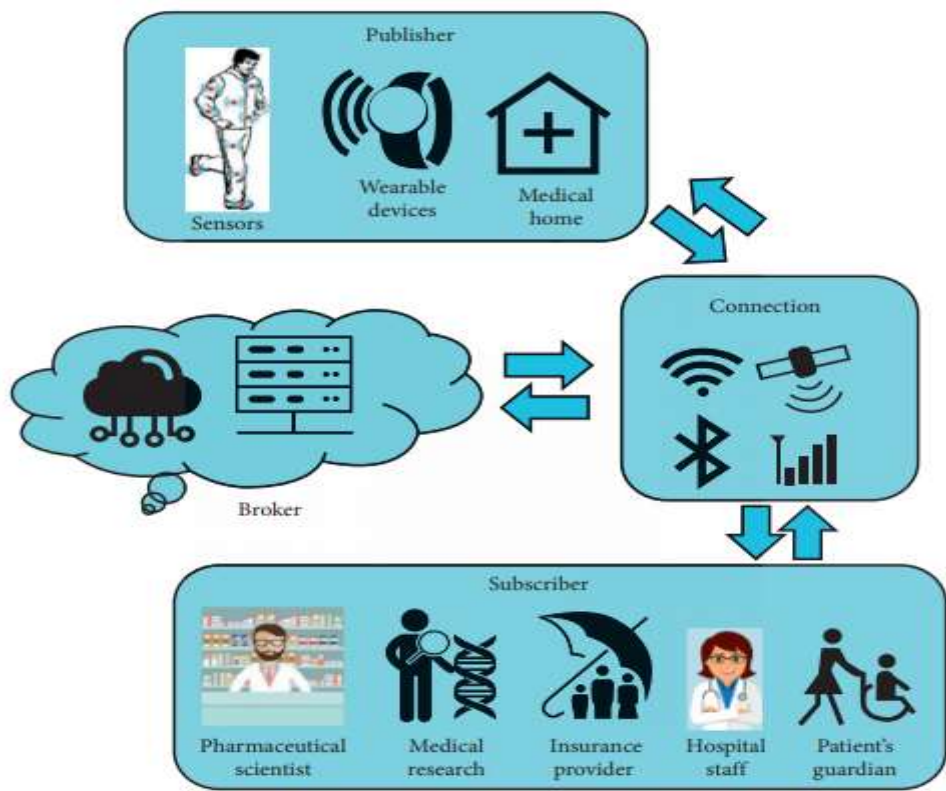 Publisher
Sensors
Wearable
devices
Medical
home
Connection
Broker
Subscriber
Pharmaceutical
scientist
Medical
research
Insurance
provider
Hospital
staff
Patient's
guardian